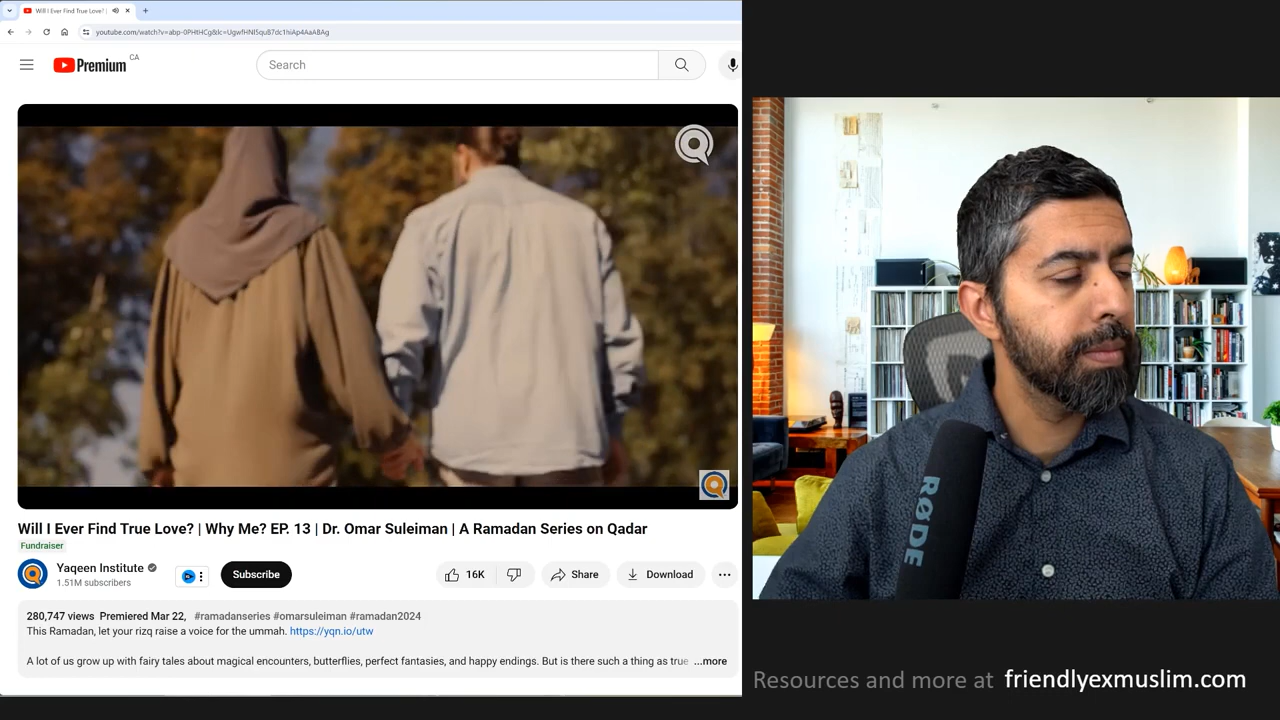 Will I Ever Find True Love? |
youtube.com/watch?v=abp-0PHtHCg&lc=UgwfHNI5quB7dc1hiAp4AaABAg
Premium CA
Search
Will I Ever Find True Love? | Why Me? EP. 13 | Dr. Omar Suleiman | A Ramadan Series on Qadar
Fundraiser
Yaqeen Institute
1.51M subscribers
Subscribe
16K
Share
Download
280,747 views Premiered Mar 22, #ramadanseries #omarsuleiman #ramadan2024
This Ramadan, let your rizq raise a voice for the ummah. https://yqn.io/utw
A lot of us grow up with fairy tales about magical encounters, butterflies, perfect fantasies, and happy endings. But is there such a thing as true ...more
RØDE
Resources and more at friendlyexmuslim.com